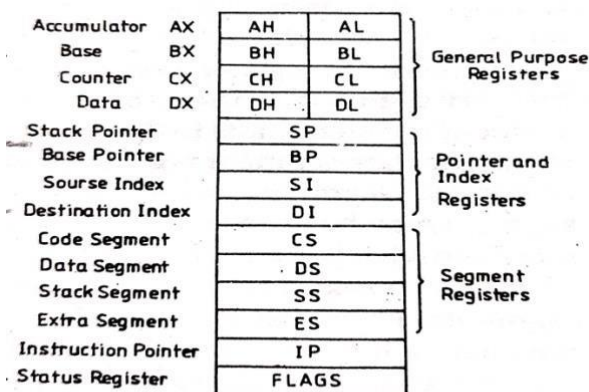 Accumulator AX AH AL
Base BX BH BL
Counter CX CH CL
Data DX DH DL
General Purpose
Registers
Stack Pointer SP
Base Pointer BP
Sourse Index SI
Destination Index DI
Pointer and
Index
Registers
Code Segment CS
Data Segment DS
Stack Segment SS
Extra Segment ES
Segment
Registers
Instruction Pointer IP
Status Register FLAGS